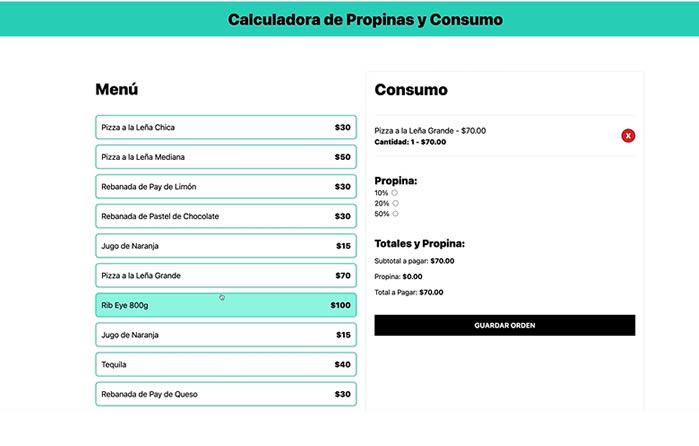 Calculadora de Propinas y Consumo
Menú
Pizza a la Leña Chica $30
Pizza a la Leña Mediana $50
Rebanada de Pay de Limón $30
Rebanada de Pastel de Chocolate $30
Jugo de Naranja $15
Pizza a la Leña Grande $70
Rib Eye 800g $100
Jugo de Naranja $15
Tequila $40
Rebanada de Pay de Queso $30
Consumo
Pizza a la Leña Grande - $70.00
Cantidad: 1 - $70.00
X
Propina:
10%
20%
50%
Totales y Propina:
Subtotal a pagar: $70.00
Propina: $0.00
Total a Pagar: $70.00
GUARDAR ORDEN